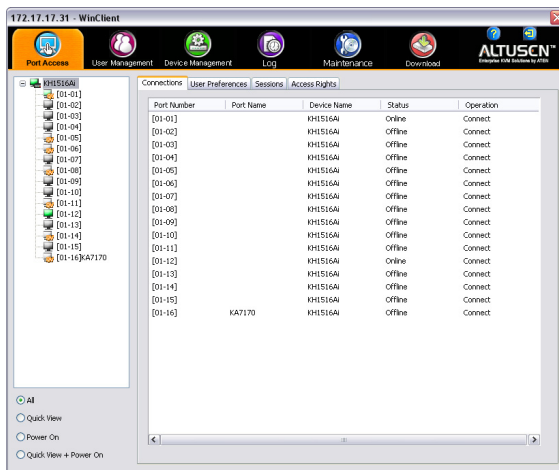 172.17.17.31 - WinClient
Port Access User Management Device Management Log Maintenance Download
ALTUSCN™
Enterprise KVM Solutions by ATEN
KH1516Ai
[01-01]
[01-02]
[01-03]
[01-04]
[01-05]
[01-06]
[01-07]
[01-08]
[01-09]
[01-10]
[01-11]
[01-12]
[01-13]
[01-14]
[01-15]
[01-16]KA7170
All
Quick View
Power On
Quick View + Power On
Connections User Preferences Sessions Access Rights
Port Number Port Name Device Name Status Operation
[01-01] KH1516Ai Online Connect
[01-02] KH1516Ai Offline Connect
[01-03] KH1516Ai Offline Connect
[01-04] KH1516Ai Offline Connect
[01-05] KH1516Ai Offline Connect
[01-06] KH1516Ai Offline Connect
[01-07] KH1516Ai Offline Connect
[01-08] KH1516Ai Offline Connect
[01-09] KH1516Ai Offline Connect
[01-10] KH1516Ai Offline Connect
[01-11] KH1516Ai Offline Connect
[01-12] KH1516Ai Online Connect
[01-13] KH1516Ai Offline Connect
[01-14] KH1516Ai Offline Connect
[01-15] KH1516Ai Offline Connect
[01-16] KA7170 KH1516Ai Offline Connect